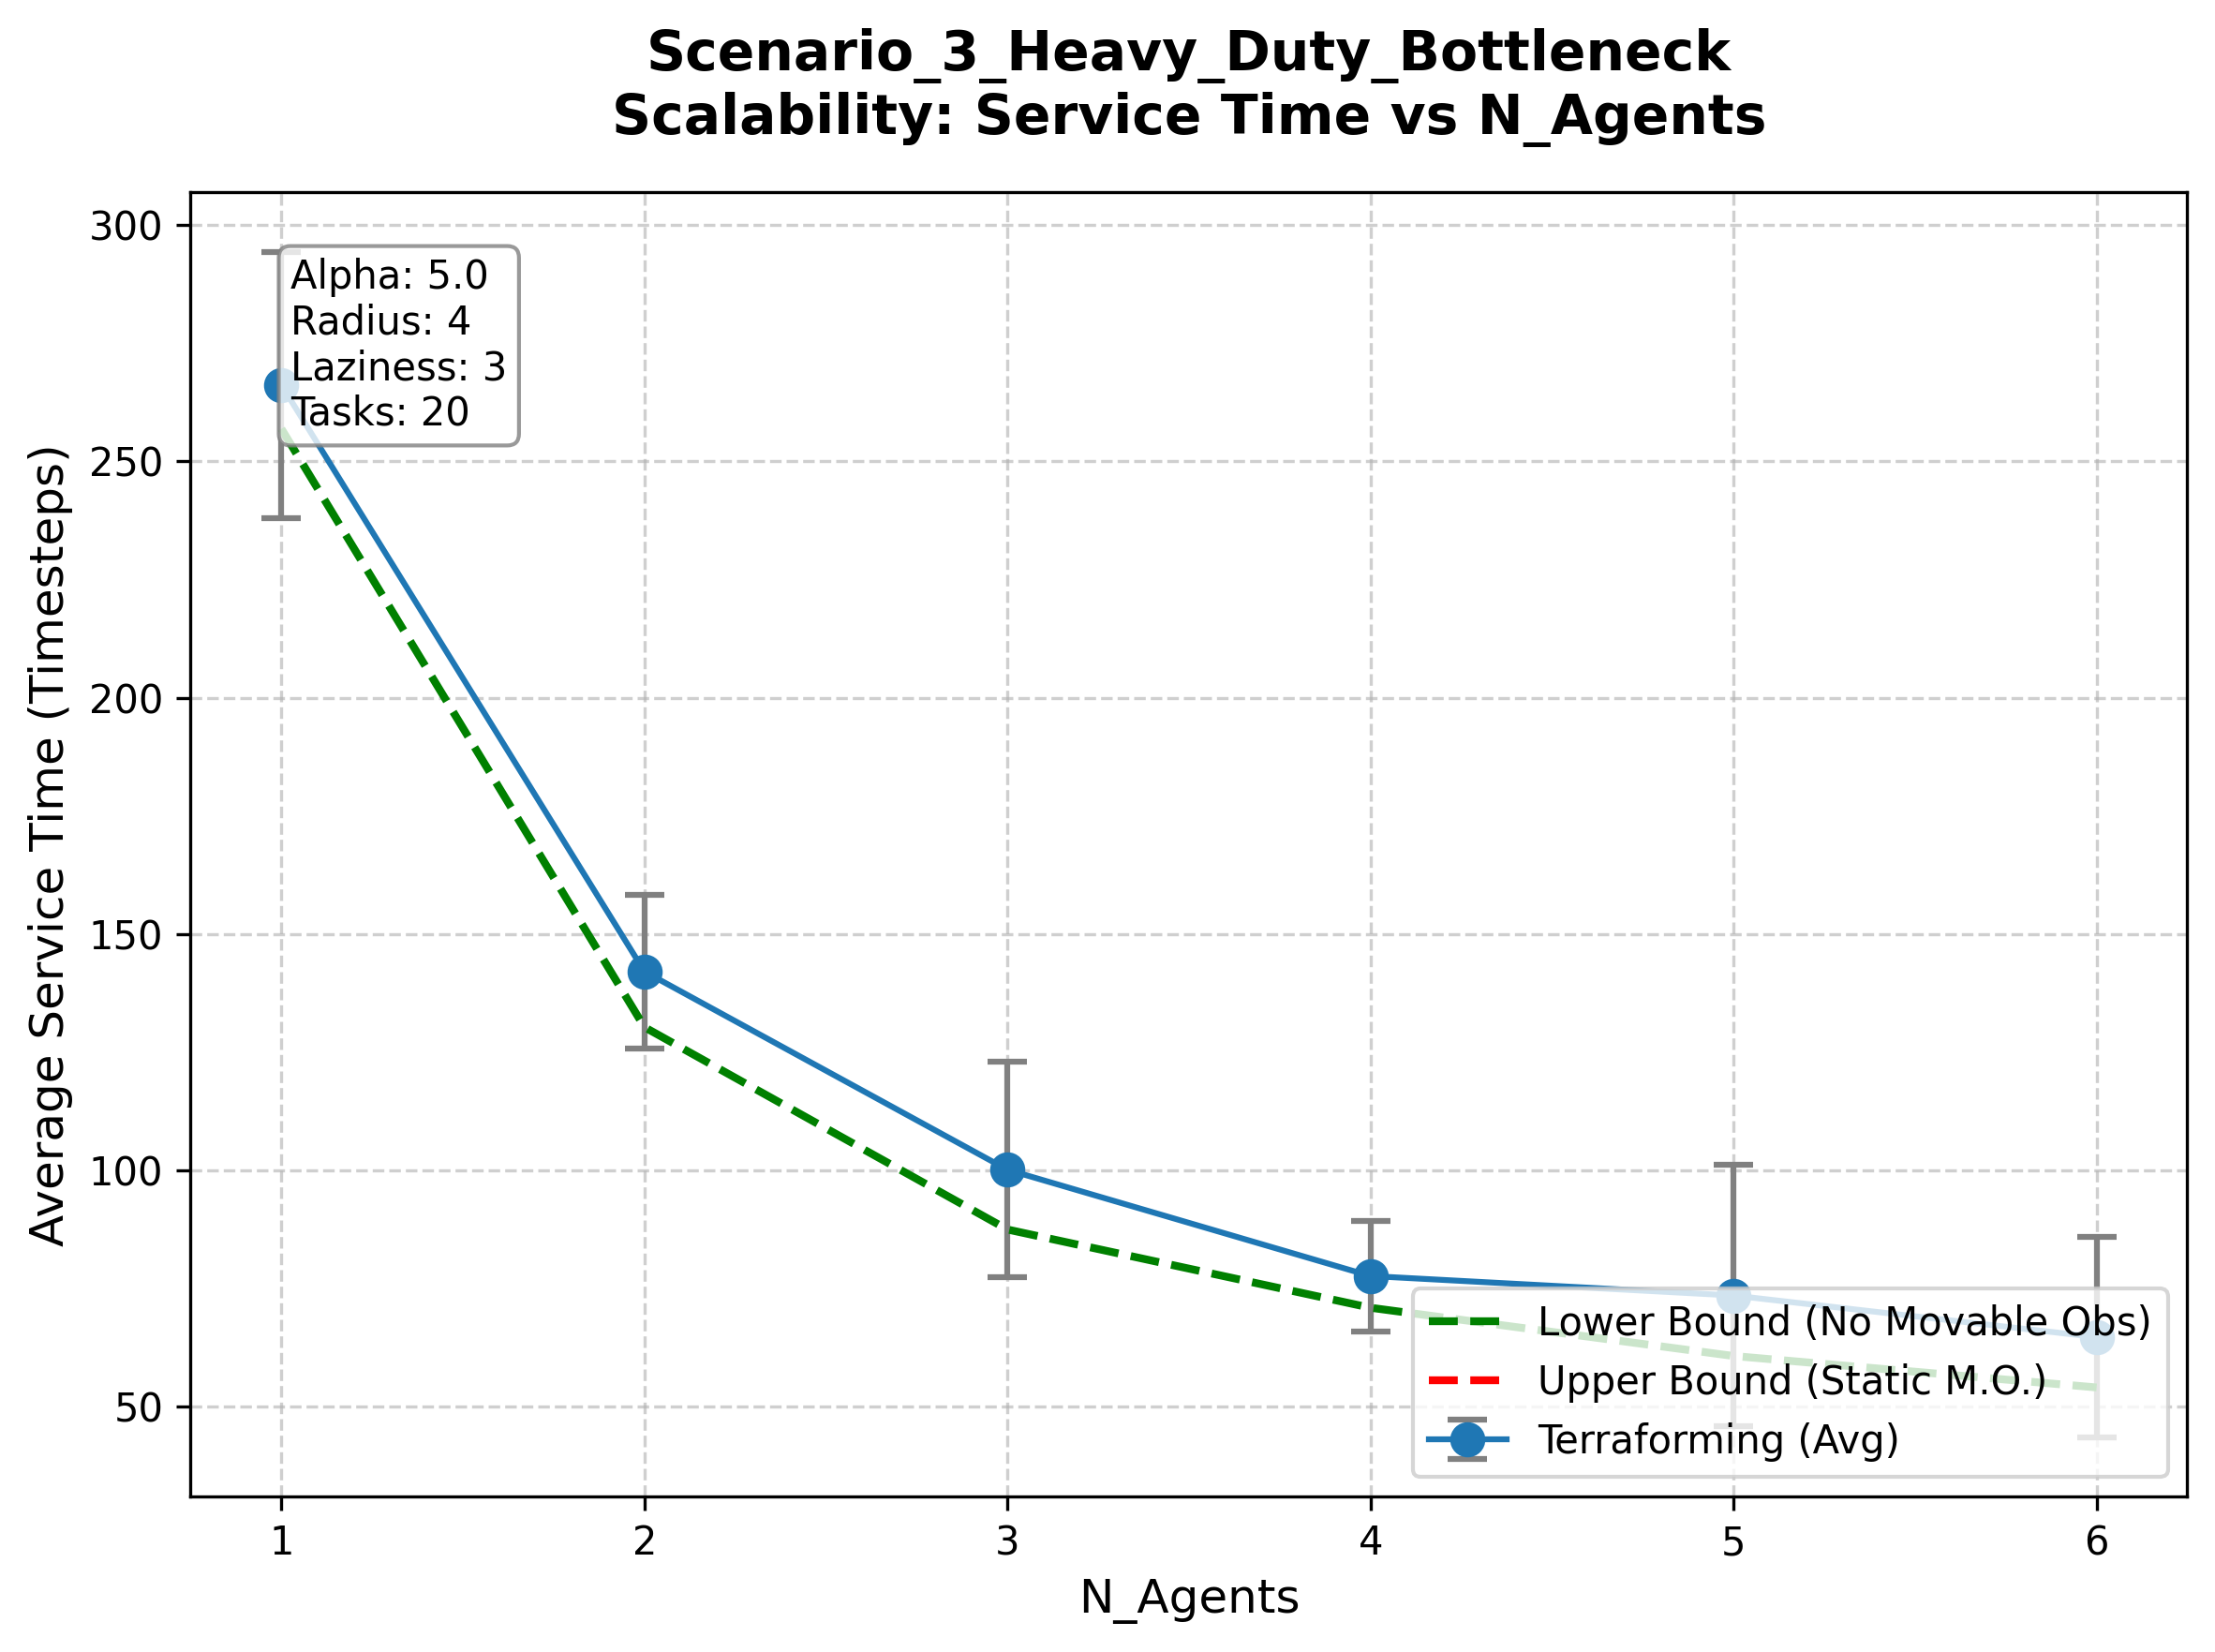 Scenario_3_Heavy_Duty_Bottleneck
Scalability: Service Time vs N_Agents
Average Service Time (Timesteps)
300
250
200
150
100
50
Alpha: 5.0
Radius: 4
Laziness: 3
Tasks: 20
Lower Bound (No Movable Obs)
Upper Bound (Static M.O.)
Terraforming (Avg)
1 2 3 4 5 6
N_Agents